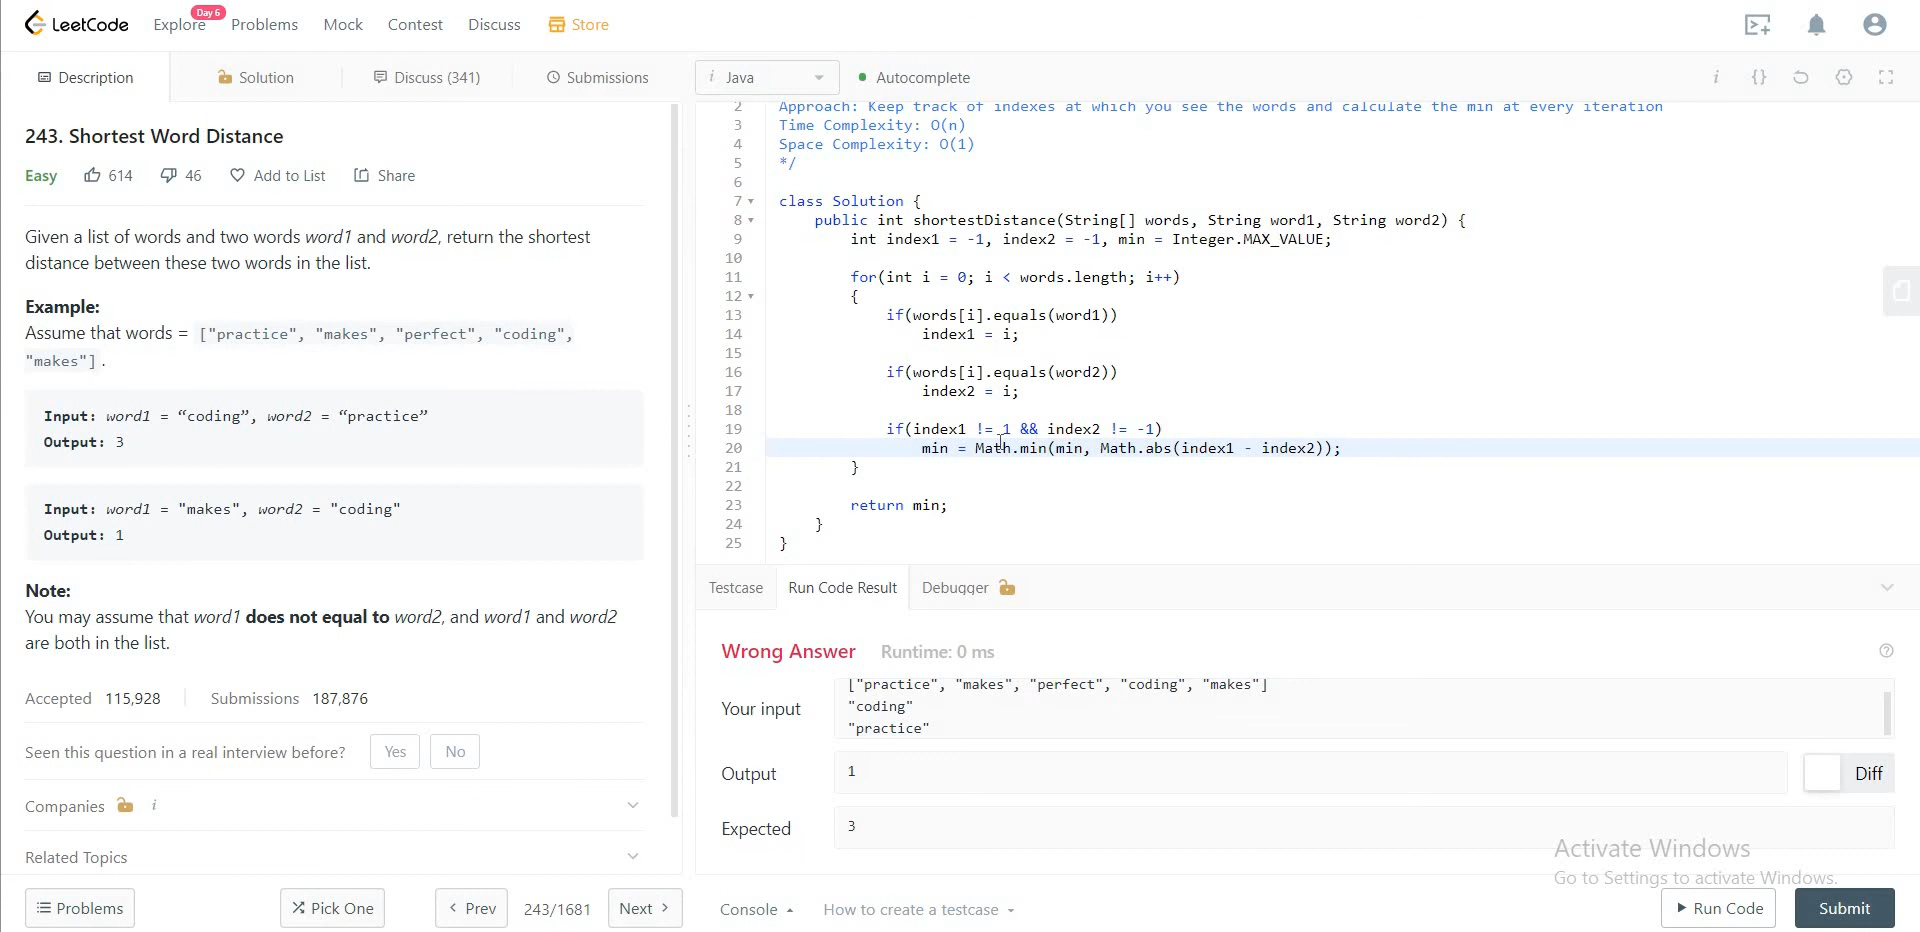 LeetCode Explore Day 6 Problems Mock Contest Discuss Store
Description Solution Discuss (341) Submissions
i Java Autocomplete i {}
243. Shortest Word Distance
Easy 614 46 Add to List Share
Given a list of words and two words word1 and word2, return the shortest
distance between these two words in the list.
Example:
Assume that words = ["practice", "makes", "perfect", "coding",
"makes"].
Input: word1 = “coding”, word2 = “practice”
Output: 3
Input: word1 = "makes", word2 = "coding"
Output: 1
Note:
You may assume that word1 does not equal to word2, and word1 and word2
are both in the list.
Accepted 115,928 Submissions 187,876
Seen this question in a real interview before? Yes No
Companies i
Related Topics
Problems Pick One Prev 243/1681 Next
2 Approach: Keep track of indexes at which you see the words and calculate the min at every iteration
3 Time Complexity: O(n)
4 Space Complexity: O(1)
5 */
6
7 class Solution {
8 public int shortestDistance(String[] words, String word1, String word2) {
9 int index1 = -1, index2 = -1, min = Integer.MAX_VALUE;
10
11 for(int i = 0; i < words.length; i++)
12 {
13 if(words[i].equals(word1))
14 index1 = i;
15
16 if(words[i].equals(word2))
17 index2 = i;
18
19 if(index1 != 1 && index2 != -1)
20 min = Math.min(min, Math.abs(index1 - index2));
21 }
22
23 return min;
24 }
25 }
Testcase Run Code Result Debugger
Wrong Answer Runtime: 0 ms
Your input
["practice", "makes", "perfect", "coding", "makes"]
"coding"
"practice"
Output 1 Diff
Expected 3
Activate Windows
Go to Settings to activate Windows.
Console How to create a testcase Run Code Submit